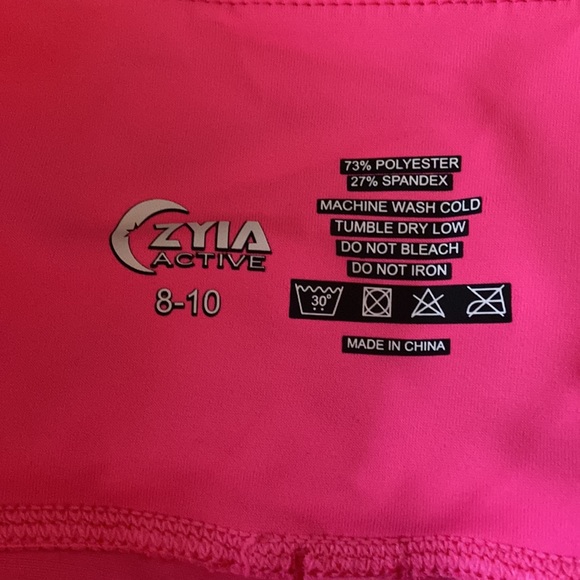 ZYIA
ACTIVE
8-10
73% POLYESTER
27% SPANDEX
MACHINE WASH COLD
TUMBLE DRY LOW
DO NOT BLEACH
DO NOT IRON
30°
MADE IN CHINA